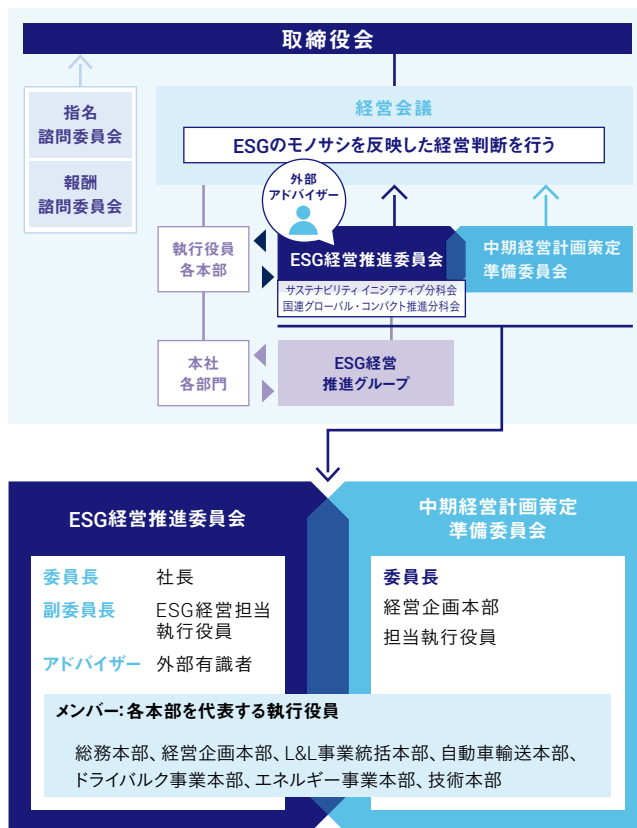 取締役会
指名
諮問委員会
報酬
諮問委員会
経営会議
ESGのモノサシを反映した経営判断を行う
外部
アドバイザー
執行役員
各本部
ESG経営推進委員会
サステナビリティ イニシアティブ分科会
国連グローバル・コンパクト推進分科会
中期経営計画策定
準備委員会
本社
各部門
ESG経営
推進グループ
ESG経営推進委員会
委員長 社長
副委員長 ESG経営担当
執行役員
アドバイザー 外部有識者
中期経営計画策定
準備委員会
委員長
経営企画本部
担当執行役員
メンバー：各本部を代表する執行役員
総務本部、経営企画本部、L&L事業統括本部、自動車輸送本部、
ドライバルク事業本部、エネルギー事業本部、技術本部